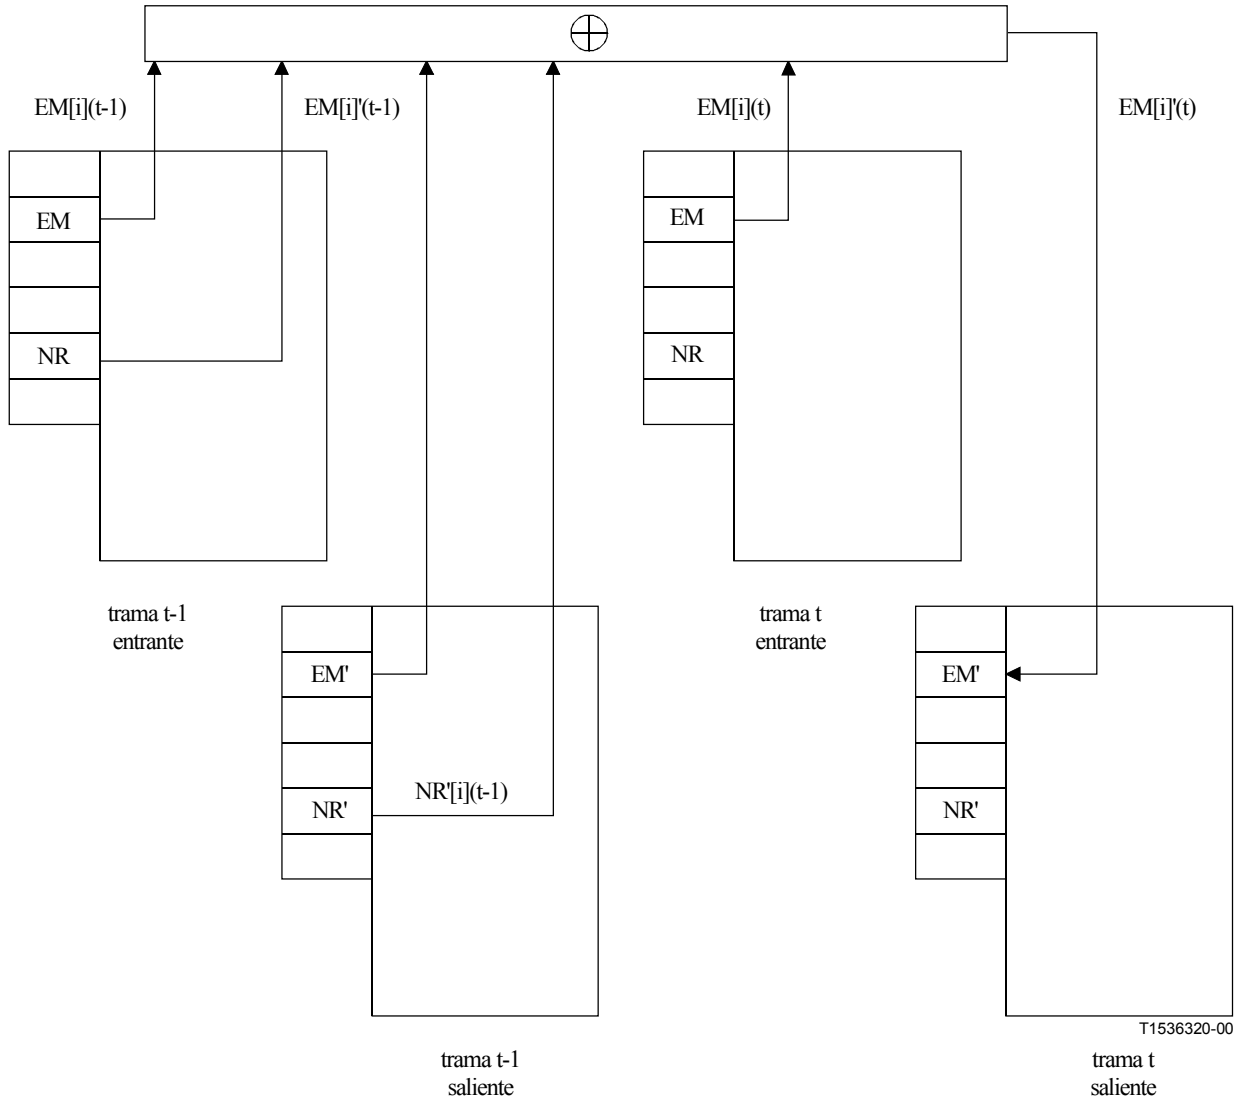 EM[i](t-1)
EM[i]'(t-1)
EM[i](t)
EM[i]'(t)
EM
EM
NR
NR
trama t-1
entrante
trama t
entrante
EM'
EM'
NR'[i](t-1)
NR'
NR'
T1536320-00
trama t-1
saliente
trama t
saliente